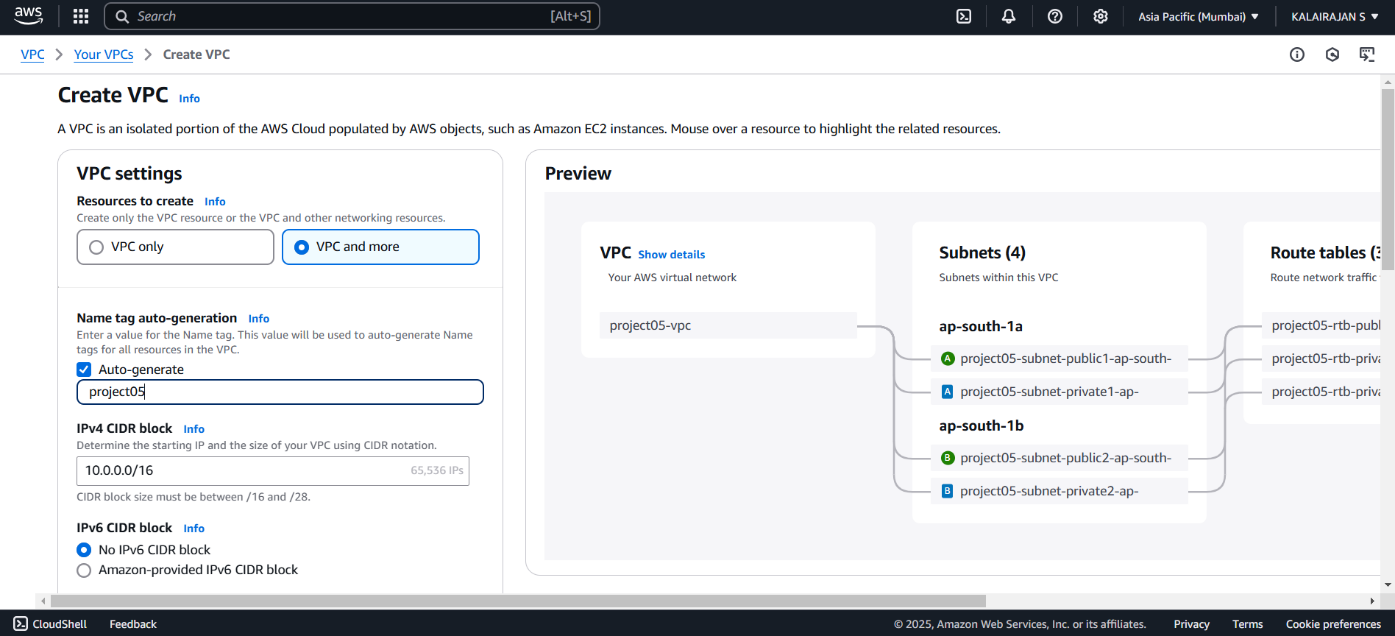 aws
Search
[Alt+S]
Asia Pacific (Mumbai)
KALAIRAJAN S
VPC
Your VPCs
Create VPC
Create VPC
Info
A VPC is an isolated portion of the AWS Cloud populated by AWS objects, such as Amazon EC2 instances. Mouse over a resource to highlight the related resources.
VPC settings
Resources to create Info
Create only the VPC resource or the VPC and other networking resources.
VPC only
VPC and more
Name tag auto-generation Info
Enter a value for the Name tag. This value will be used to auto-generate Name
tags for all resources in the VPC.
Auto-generate
project05
IPv4 CIDR block Info
Determine the starting IP and the size of your VPC using CIDR notation.
10.0.0.0/16
65,536 IPs
CIDR block size must be between /16 and /28.
IPv6 CIDR block Info
No IPv6 CIDR block
Amazon-provided IPv6 CIDR block
Preview
VPC Show details
Your AWS virtual network
project05-vpc
Subnets (4)
Subnets within this VPC
ap-south-1a
A project05-subnet-public1-ap-south-
A project05-subnet-private1-ap-
ap-south-1b
B project05-subnet-public2-ap-south-
B project05-subnet-private2-ap-
Route tables (
Route network traffic
project05-rtb-publ
project05-rtb-priva
project05-rtb-priva
CloudShell
Feedback
© 2025, Amazon Web Services, Inc. or its affiliates.
Privacy
Terms
Cookie preferences